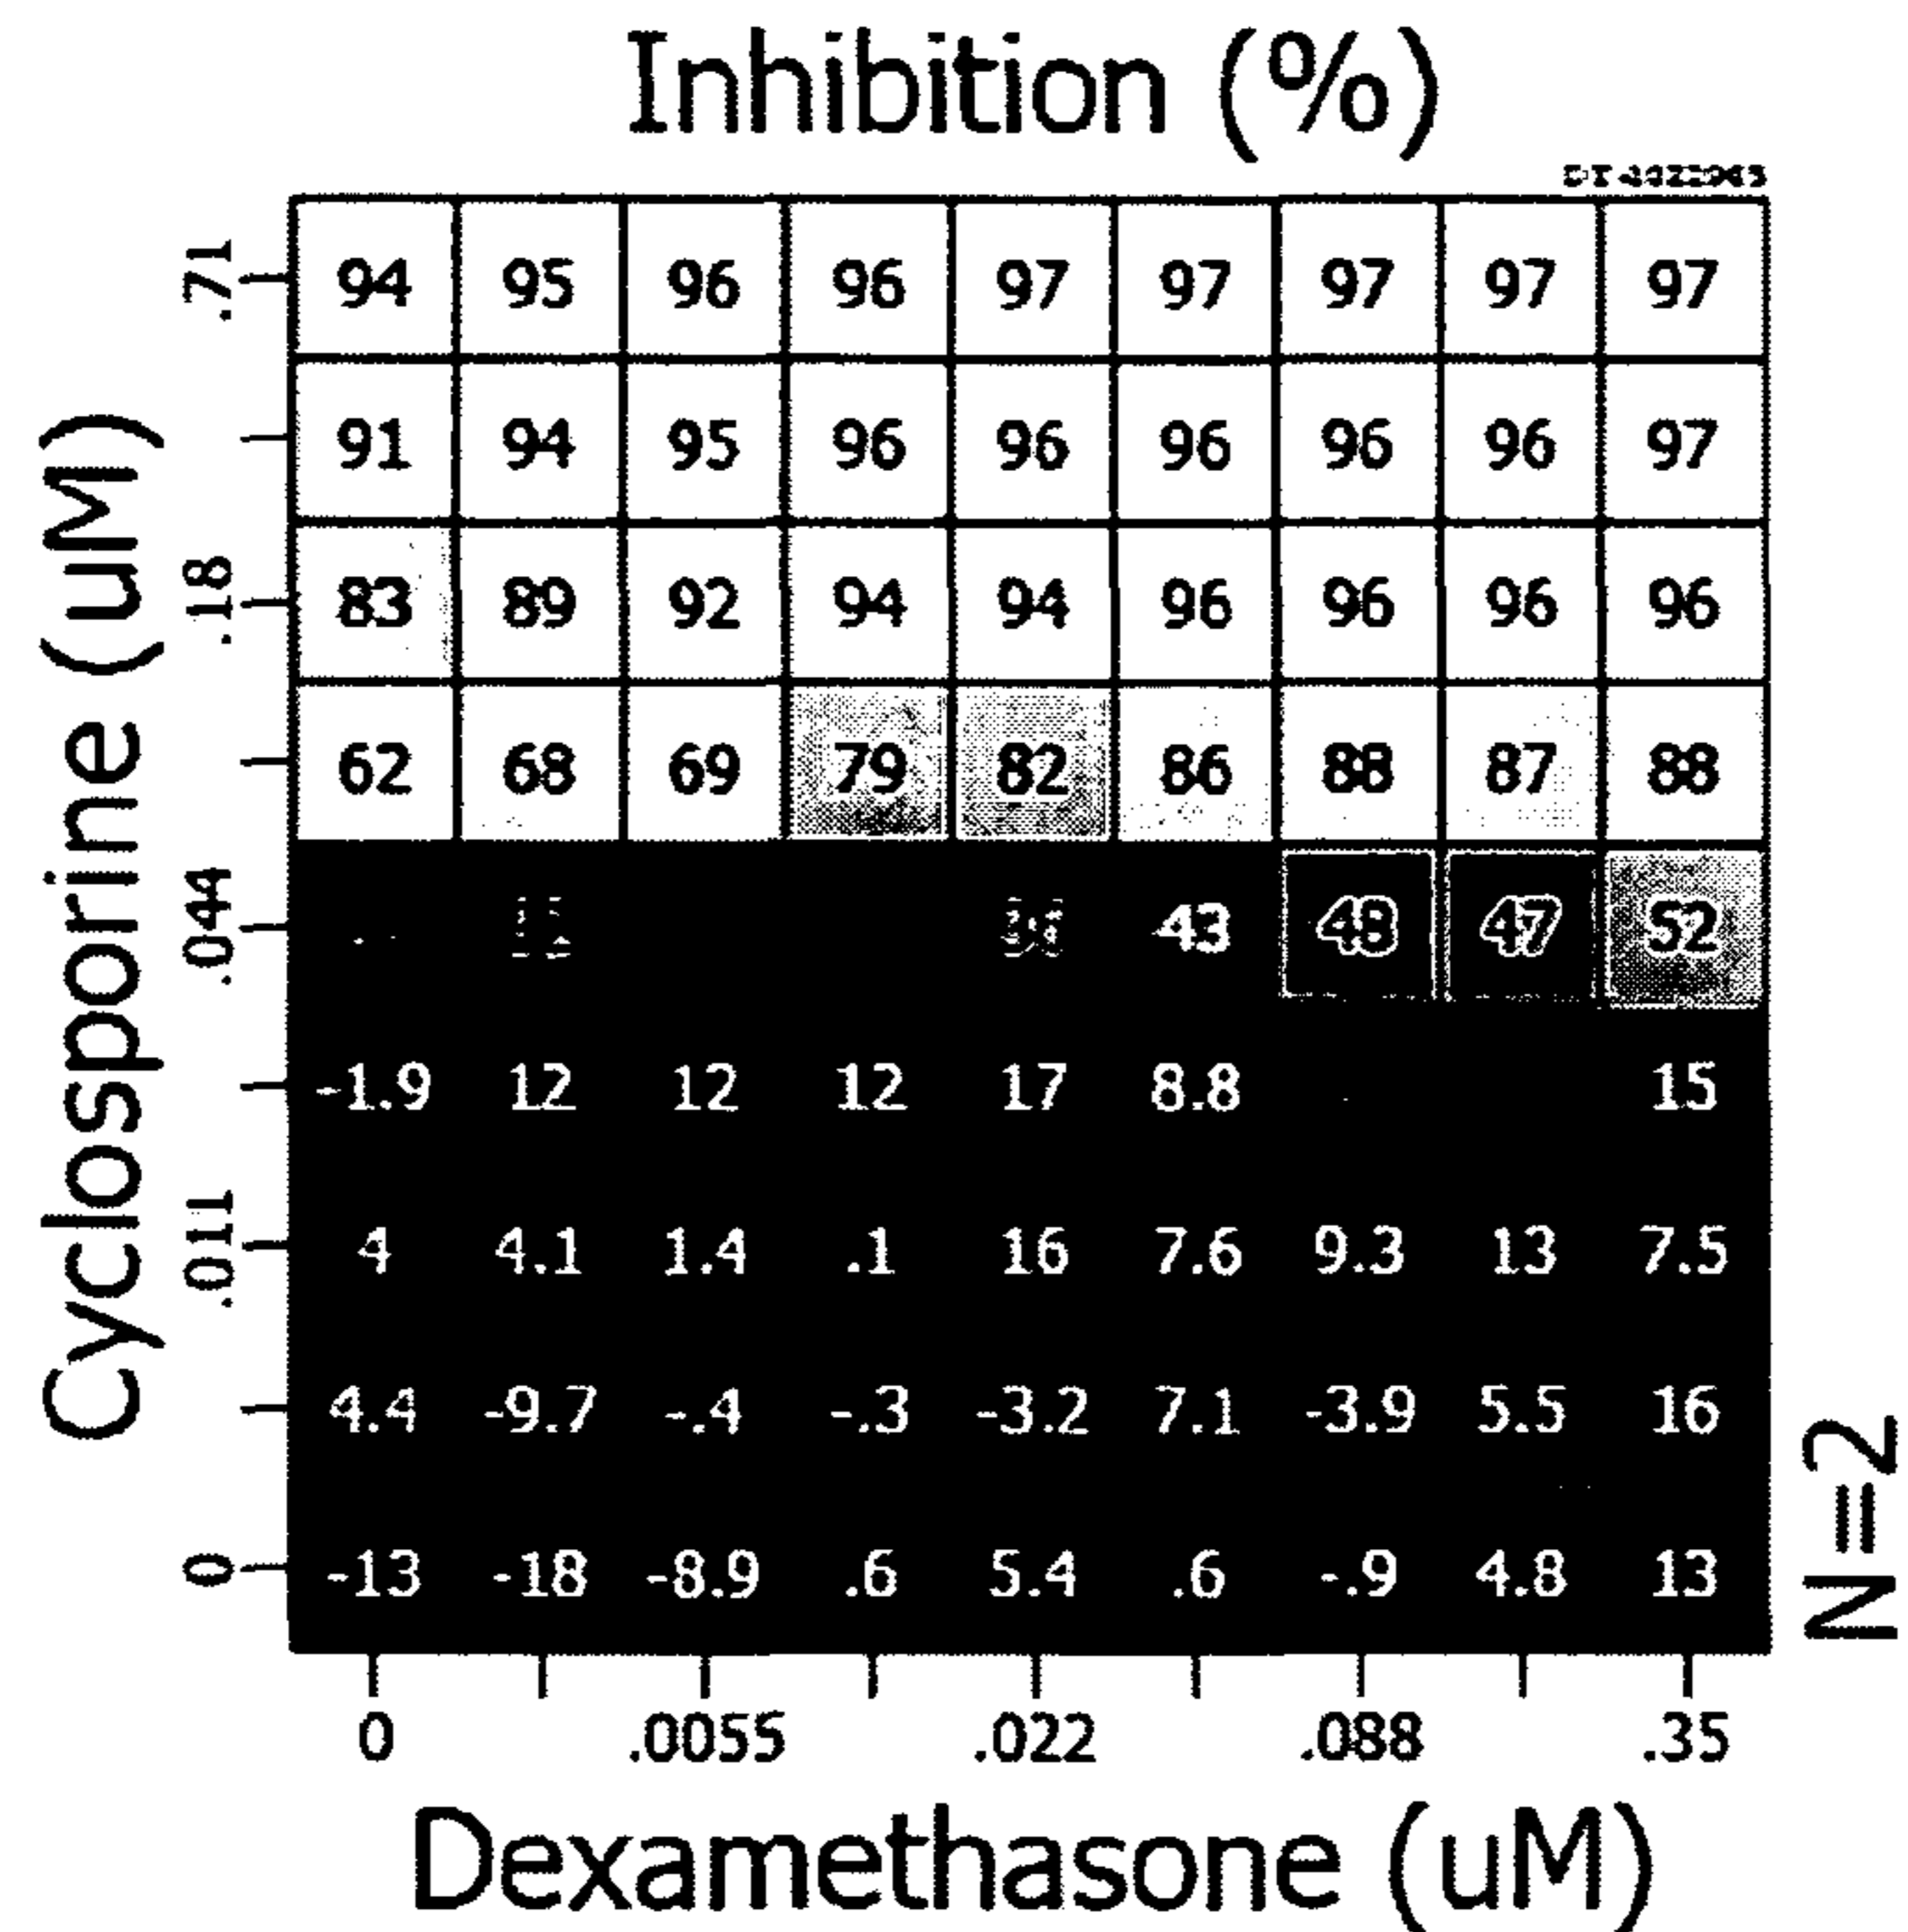 Inhibition (%)
.71 94 95 96 96 97 97 97 97 97
91 94 95 96 96 96 96 96 97
.18 83 89 92 94 94 96 96 96 96
62 68 69 79 82 86 88 87 88
.044 43 48 47 52
-1.9 12 12 12 17 8.8 15
.011 4 4.1 1.4 .1 16 7.6 9.3 13 7.5
4.4 -9.7 -.4 -.3 -3.2 7.1 -3.9 5.5 16
0 -13 -18 -8.9 .6 5.4 .6 -.9 4.8 13
0 .0055 .022 .088 .35
Dexamethasone (uM)
Cyclosporine (uM)
N=2